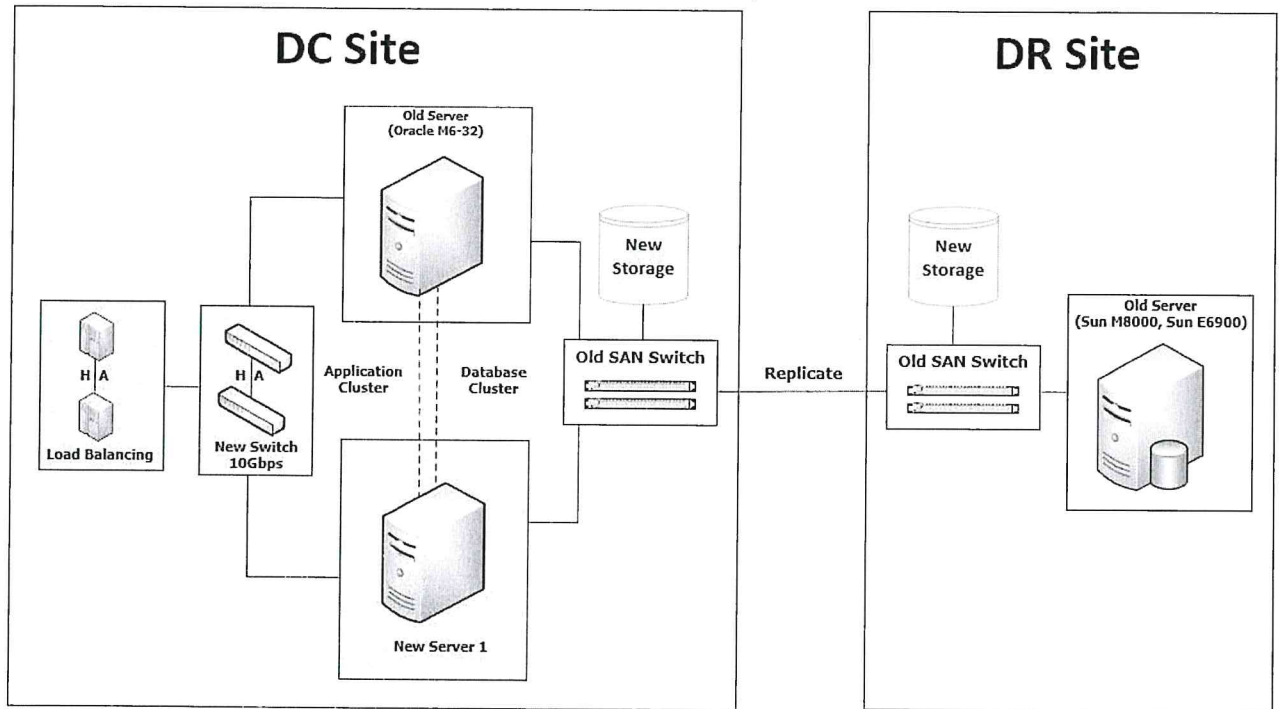 DC Site
Old Server
(Oracle M6-32)
New
Storage
H A
Load Balancing
H A
New Switch
10Gbps
Application
Cluster
Database
Cluster
Old SAN Switch
New Server 1
Replicate
DR Site
New
Storage
Old SAN Switch
Old Server
(Sun M8000, Sun E6900)